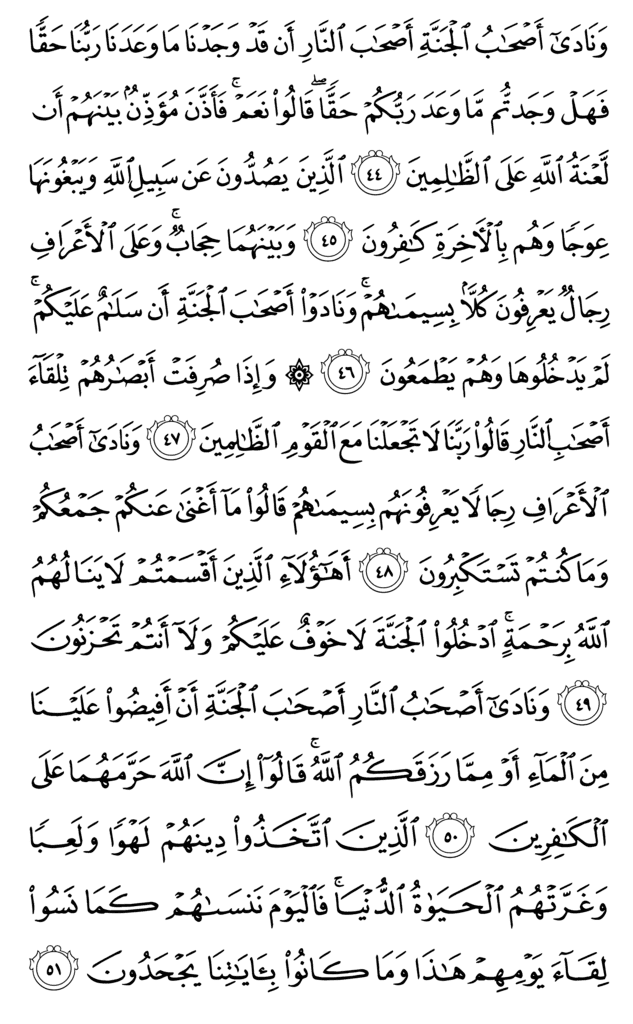 وَنَادَىٰٓ أَصْحَٰبُ ٱلْجَنَّةِ أَصْحَٰبَ ٱلنَّارِ أَن قَدْ وَجَدْنَا مَا وَعَدَنَا رَبُّنَا حَقًّا
فَهَلْ وَجَدتُّم مَّا وَعَدَ رَبُّكُمْ حَقًّا ۖ قَالُوا۟ نَعَمْ ۚ فَأَذَّنَ مُؤَذِّنٌۢ بَيْنَهُمْ أَن
لَّعْنَةُ ٱللَّهِ عَلَى ٱلظَّٰلِمِينَ ٤٤ ٱلَّذِينَ يَصُدُّونَ عَن سَبِيلِ ٱللَّهِ وَيَبْغُونَهَا
عِوَجًا وَهُم بِٱلْءَاخِرَةِ كَٰفِرُونَ ٤٥ وَبَيْنَهُمَا حِجَابٌ ۚ وَعَلَى ٱلْأَعْرَافِ
رِجَالٌ يَعْرِفُونَ كُلًّۢا بِسِيمَىٰهُمْ ۚ وَنَادَوْا۟ أَصْحَٰبَ ٱلْجَنَّةِ أَن سَلَٰمٌ عَلَيْكُمْ ۚ
لَمْ يَدْخُلُوهَا وَهُمْ يَطْمَعُونَ ٤٦ ۞ وَإِذَا صُرِفَتْ أَبْصَٰرُهُمْ تِلْقَآءَ
أَصْحَٰبِ ٱلنَّارِ قَالُوا۟ رَبَّنَا لَا تَجْعَلْنَا مَعَ ٱلْقَوْمِ ٱلظَّٰلِمِينَ ٤٧ وَنَادَىٰٓ أَصْحَٰبُ
ٱلْأَعْرَافِ رِجَالًا يَعْرِفُونَهُم بِسِيمَىٰهُمْ قَالُوا۟ مَآ أَغْنَىٰ عَنكُمْ جَمْعُكُمْ
وَمَا كُنتُمْ تَسْتَكْبِرُونَ ٤٨ أَهَٰٓؤُلَآءِ ٱلَّذِينَ أَقْسَمْتُمْ لَا يَنَالُهُمُ
ٱللَّهُ بِرَحْمَةٍ ۚ ٱدْخُلُوا۟ ٱلْجَنَّةَ لَا خَوْفٌ عَلَيْكُمْ وَلَآ أَنتُمْ تَحْزَنُونَ
٤٩ وَنَادَىٰٓ أَصْحَٰبُ ٱلنَّارِ أَصْحَٰبَ ٱلْجَنَّةِ أَنْ أَفِيضُوا۟ عَلَيْنَا
مِنَ ٱلْمَآءِ أَوْ مِمَّا رَزَقَكُمُ ٱللَّهُ ۚ قَالُوٓا۟ إِنَّ ٱللَّهَ حَرَّمَهُمَا عَلَى
ٱلْكَٰفِرِينَ ٥٠ ٱلَّذِينَ ٱتَّخَذُوا۟ دِينَهُمْ لَهْوًا وَلَعِبًا
وَغَرَّتْهُمُ ٱلْحَيَوٰةُ ٱلدُّنْيَا ۚ فَٱلْيَوْمَ نَنسَىٰهُمْ كَمَا نَسُوا۟
لِقَآءَ يَوْمِهِمْ هَٰذَا وَمَا كَانُوا۟ بِـَٔايَٰتِنَا يَجْحَدُونَ ٥١